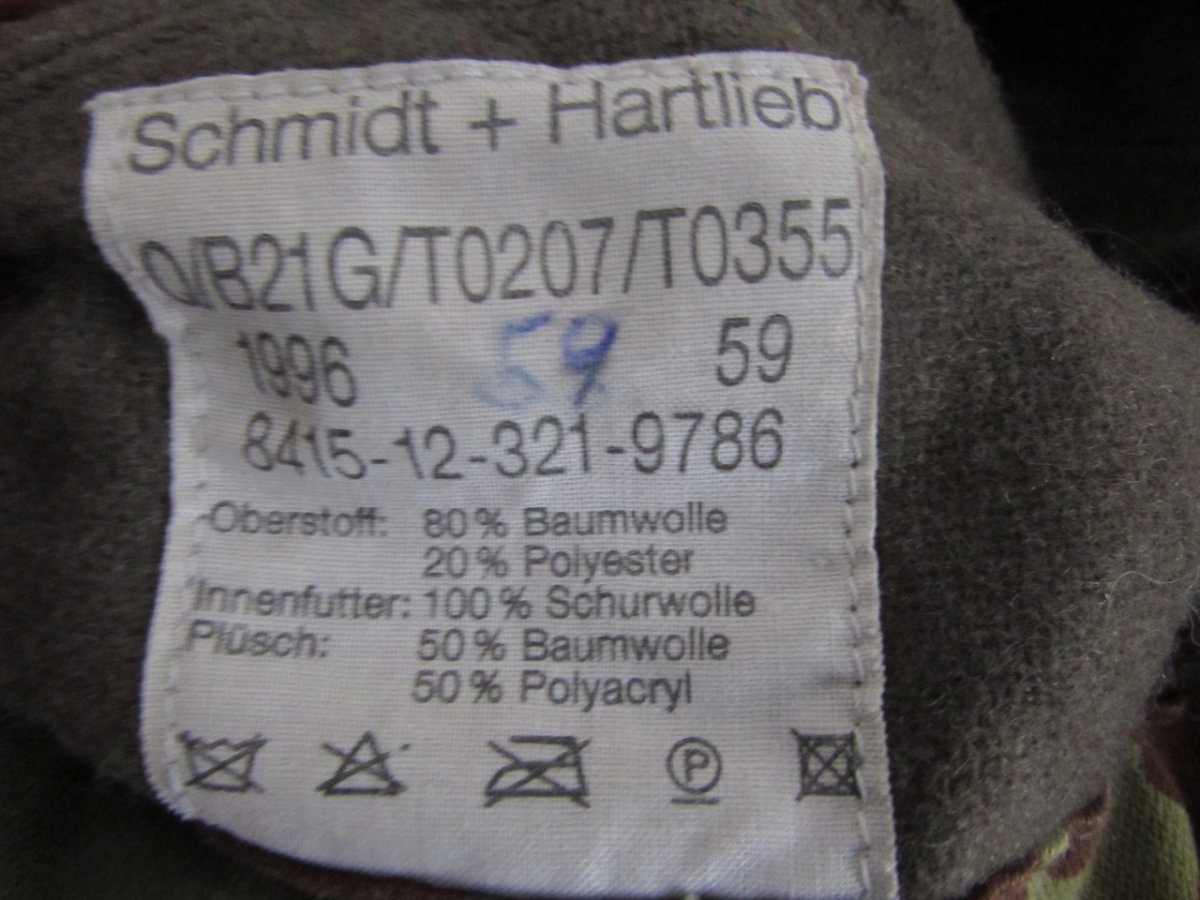 Schmidt + Hartlieb
Q/B21G/T0207/T0355
1996 59 59
8415-12-321-9786
Oberstoff: 80% Baumwolle
20% Polyester
Innenfutter: 100% Schurwolle
Plüsch: 50% Baumwolle
50% Polyacryl
P